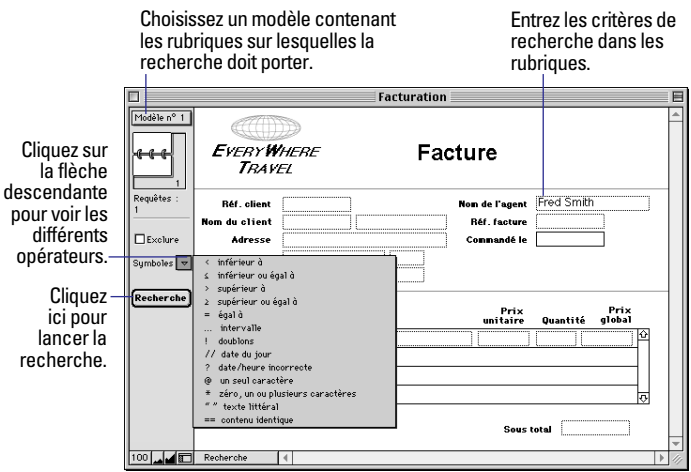 Choisissez un modèle contenant
les rubriques sur lesquelles la
recherche doit porter.
Entrez les critères de
recherche dans les
rubriques.
Cliquez sur
la flèche
descendante
pour voir les
différents
opérateurs.
Cliquez
ici pour
lancer la
recherche.
Facturation
Modèle n° 1
1
Requêtes :
1
Exclure
Symboles
Recherche
EVERYWHERE
TRAVEL
Facture
Réf. client
Nom du client
Adresse
Nom de l'agent Fred Smith
Réf. facture
Commandé le
< inférieur à
≤ inférieur ou égal à
> supérieur à
≥ supérieur ou égal à
= égal à
... intervalle
! doublons
// date du jour
? date/heure incorrecte
@ un seul caractère
* zéro, un ou plusieurs caractères
" " texte littéral
== contenu identique
Prix
unitaire
Quantité
Prix
global
Sous total
100
Recherche